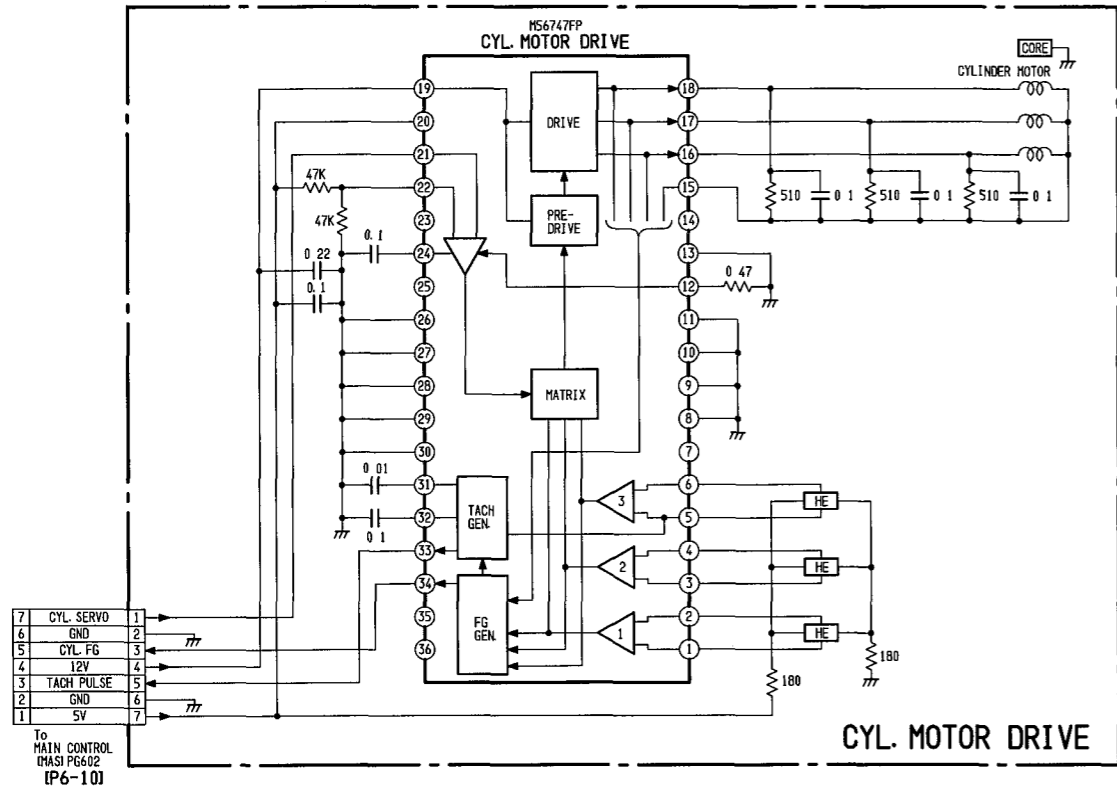 M56747FP
CYL. MOTOR DRIVE
CORE
CYLINDER MOTOR
19
20
21
22
23
24
25
26
27
28
29
30
31
32
33
34
35
36
18
17
16
15
14
13
12
11
10
9
8
7
6
5
4
3
2
1
DRIVE
PRE-
DRIVE
MATRIX
TACH
GEN.
FG
GEN.
3
2
1
47K
47K
0.1
0 22
0.1
0 01
0 1
510
0 1
510
0 1
510
0 1
0 47
HE
HE
HE
180
180
7 CYL. SERVO 1
6 GND 2
5 CYL. FG 3
4 12V 4
3 TACH PULSE 5
2 GND 6
1 5V 7
To
MAIN CONTROL
(MAS) PG602
[P6-10]
CYL. MOTOR DRIVE